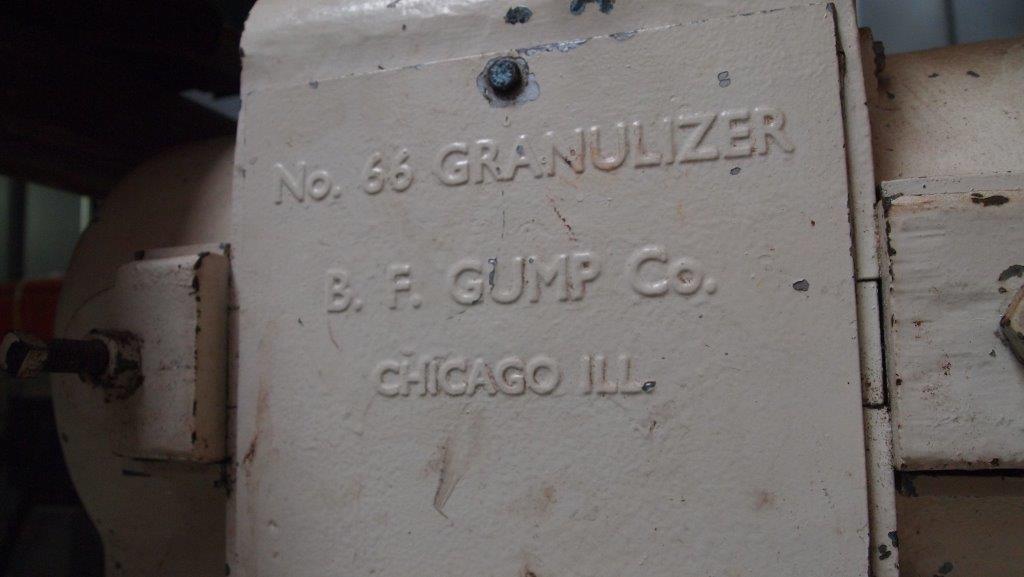 No. 66 GRANULIZER
B. F. GUMP Co.
CHICAGO ILL.